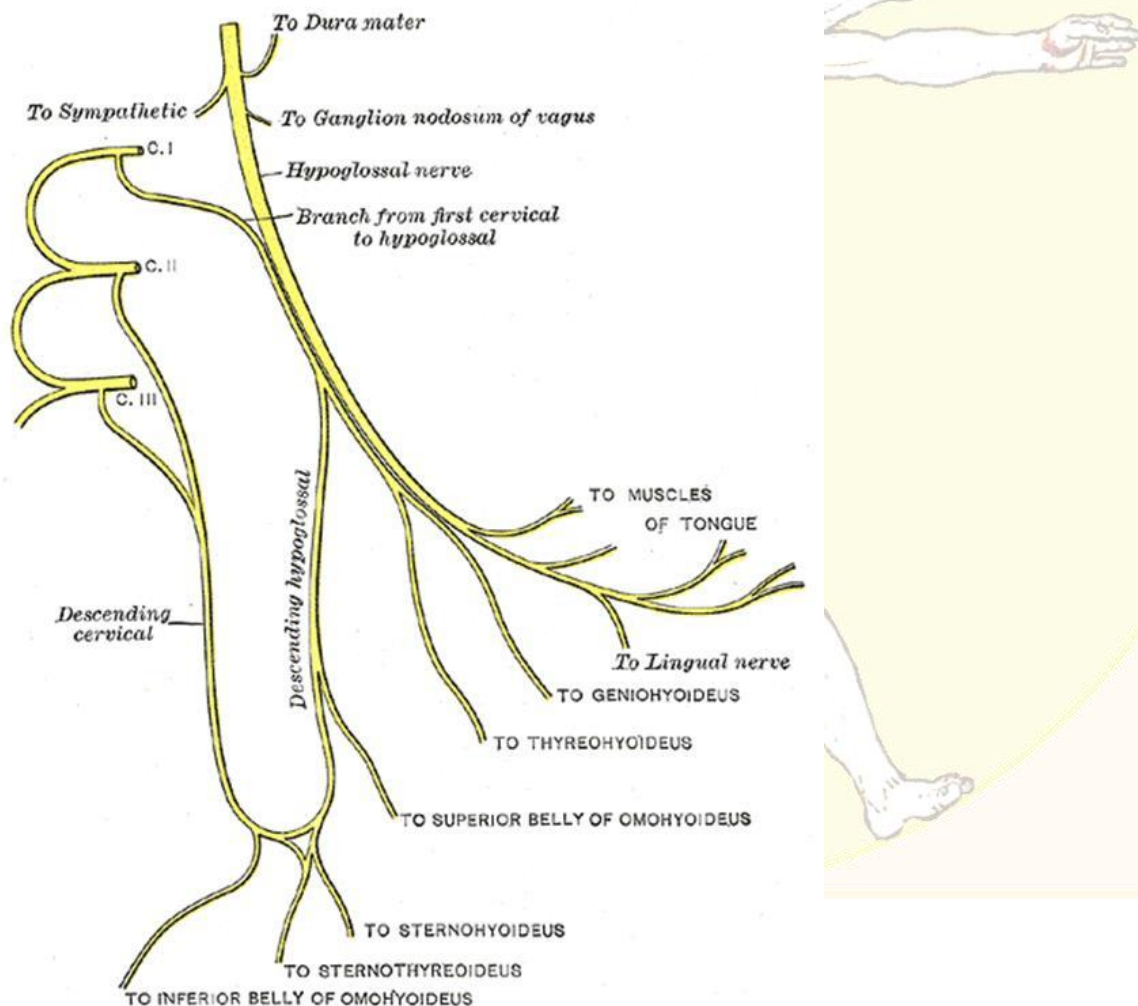 To Dura mater
To Sympathetic
To Ganglion nodosum of vagus
C. I
Hypoglossal nerve
Branch from first cervical
to hypoglossal
C. II
C. III
Descending hypoglossal
TO MUSCLES
OF TONGUE
Descending
cervical
To Lingual nerve
TO GENIOHYOIDEUS
TO THYREOHYOIDEUS
TO SUPERIOR BELLY OF OMOHYOIDEUS
TO STERNOHYOIDEUS
TO STERNOTHYREOIDEUS
TO INFERIOR BELLY OF OMOHYOIDEUS